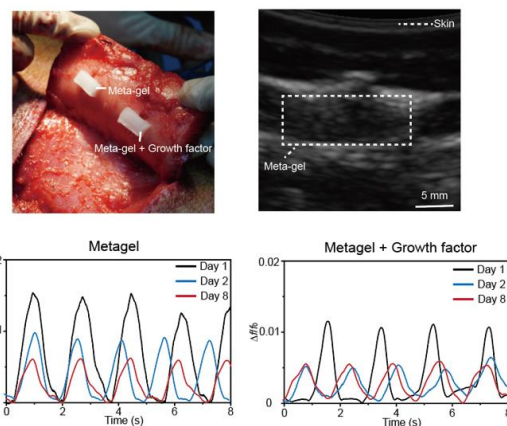 Meta-gel
Meta-gel + Growth factor
Skin
Meta-gel
5 mm
Metagel
Day 1
Day 2
Day 8
0 2 4 6 8
Time (s)
Metagel + Growth factor
0.02
0.01
0
Δf/f₀
Day 1
Day 2
Day 8
0 2 4 6 8
Time (s)